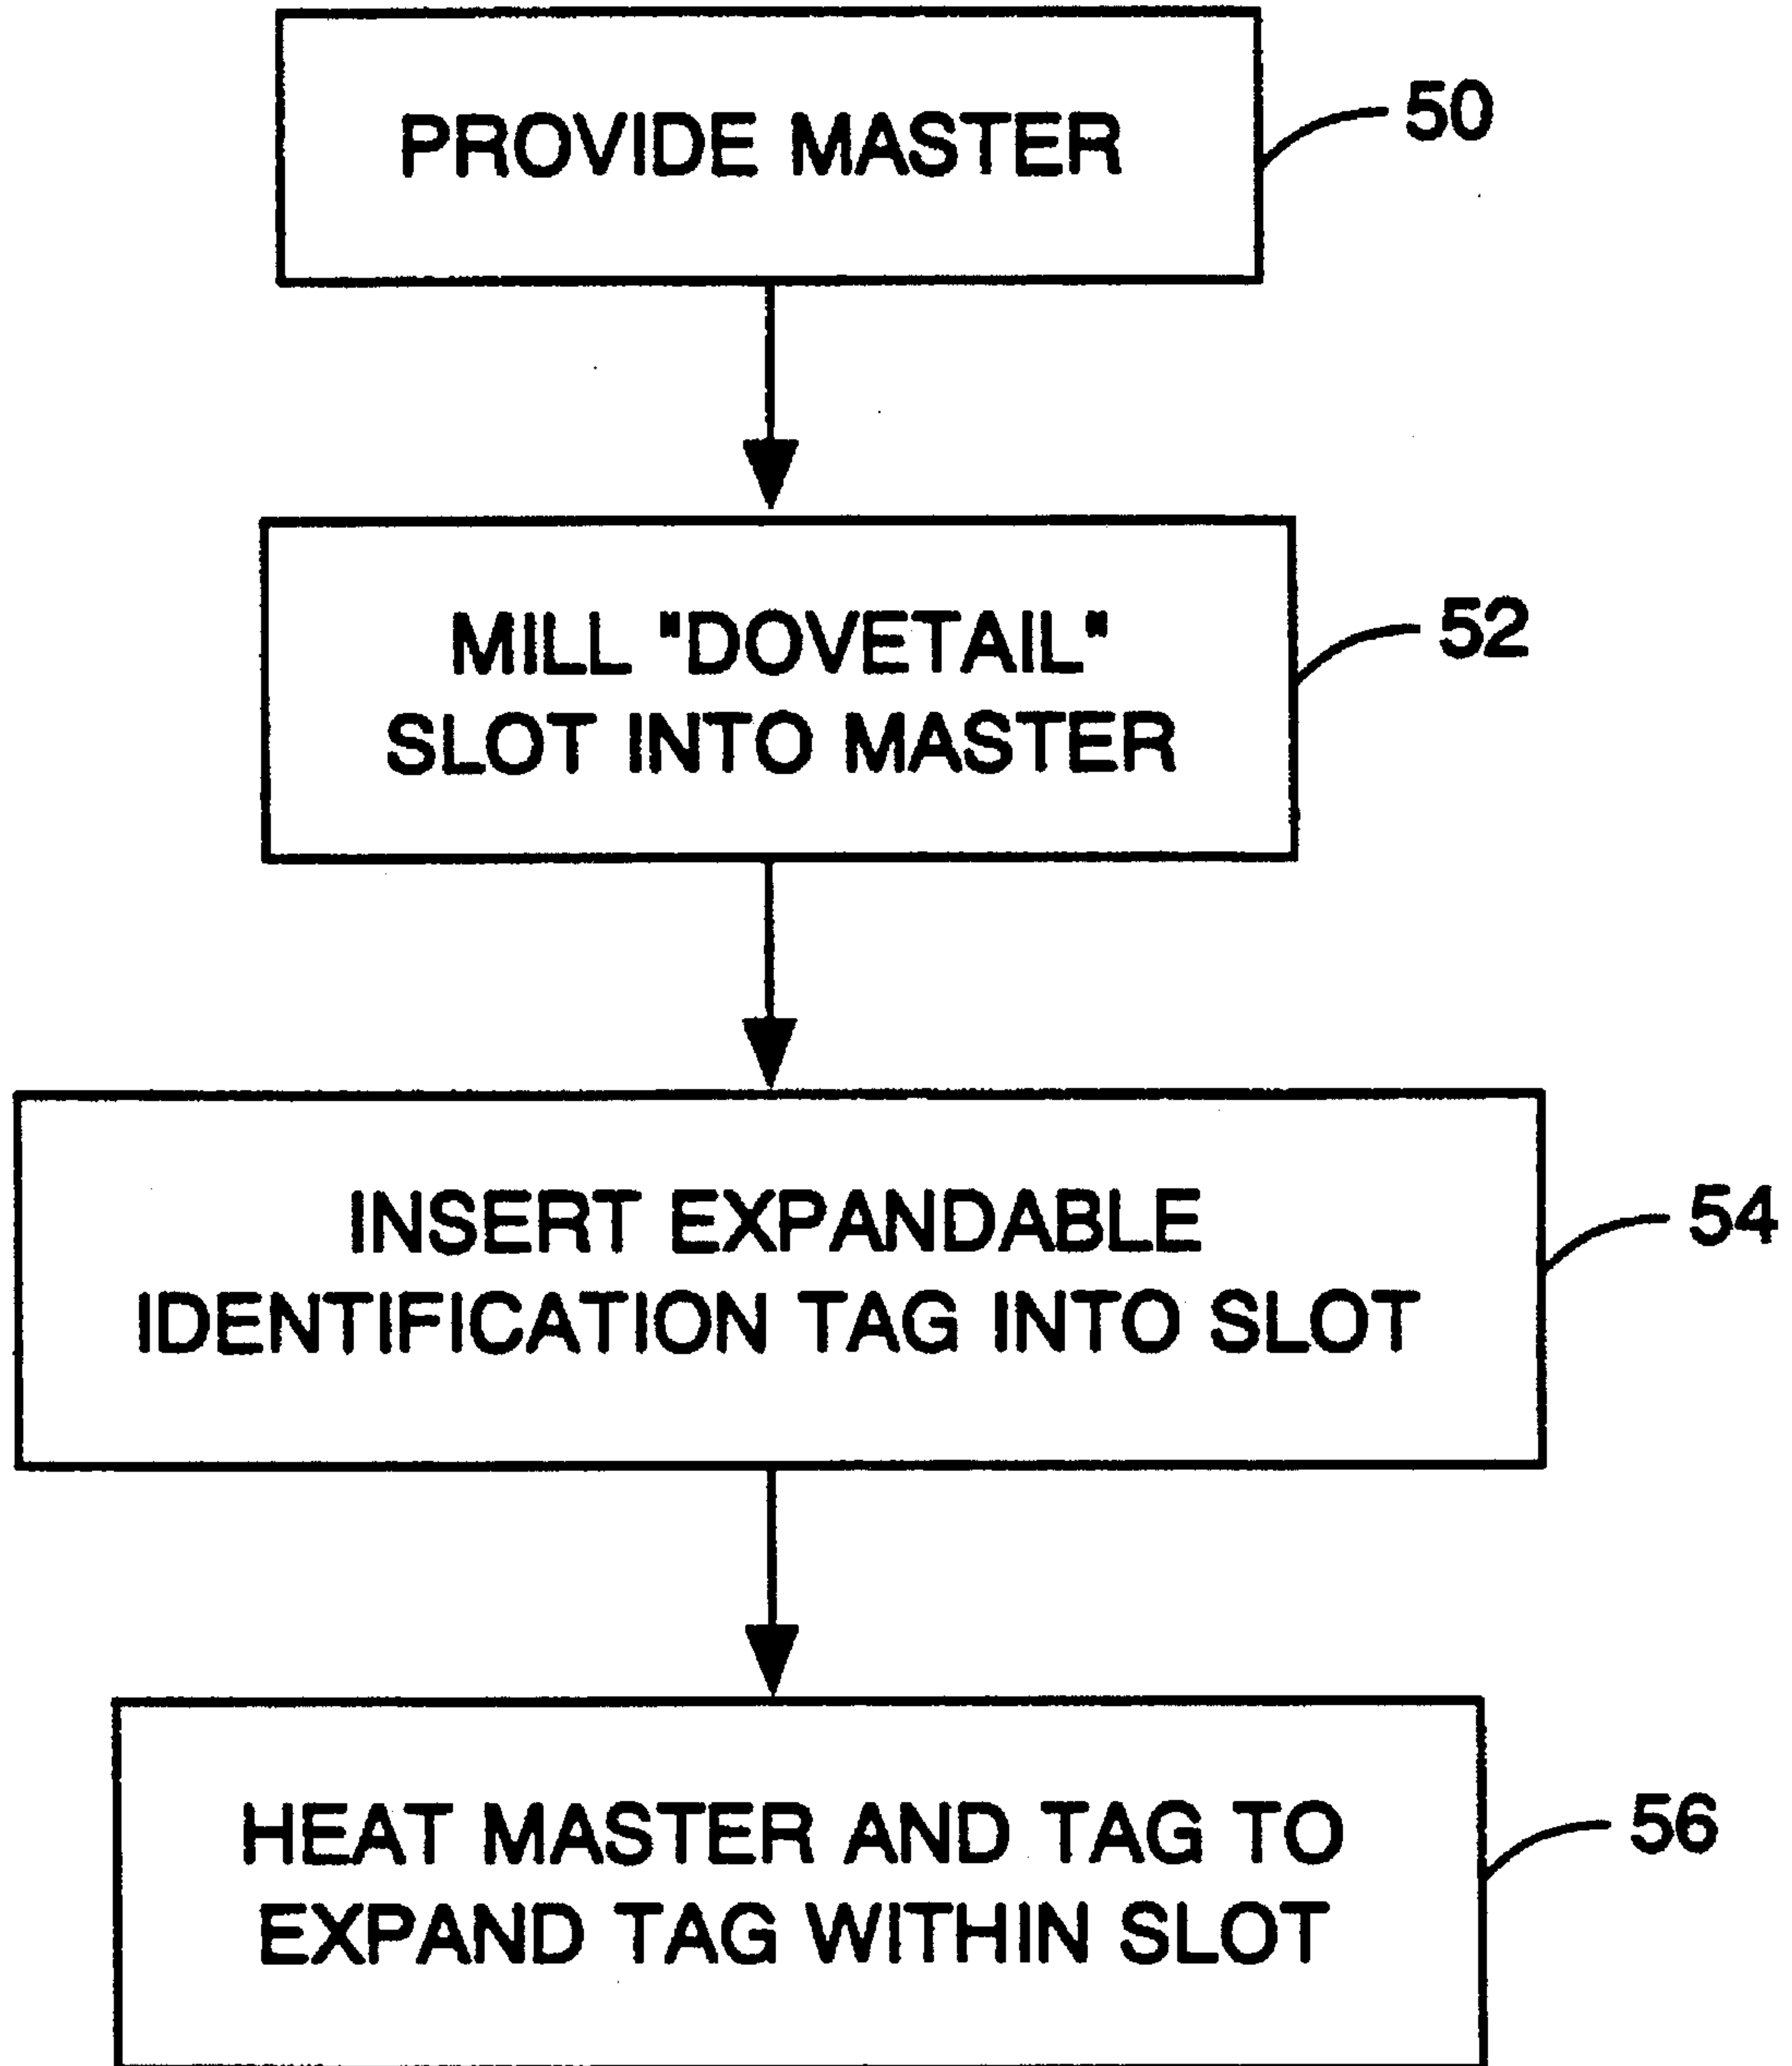 PROVIDE MASTER
50
MILL "DOVETAIL"
SLOT INTO MASTER
52
INSERT EXPANDABLE
IDENTIFICATION TAG INTO SLOT
54
HEAT MASTER AND TAG TO
EXPAND TAG WITHIN SLOT
56